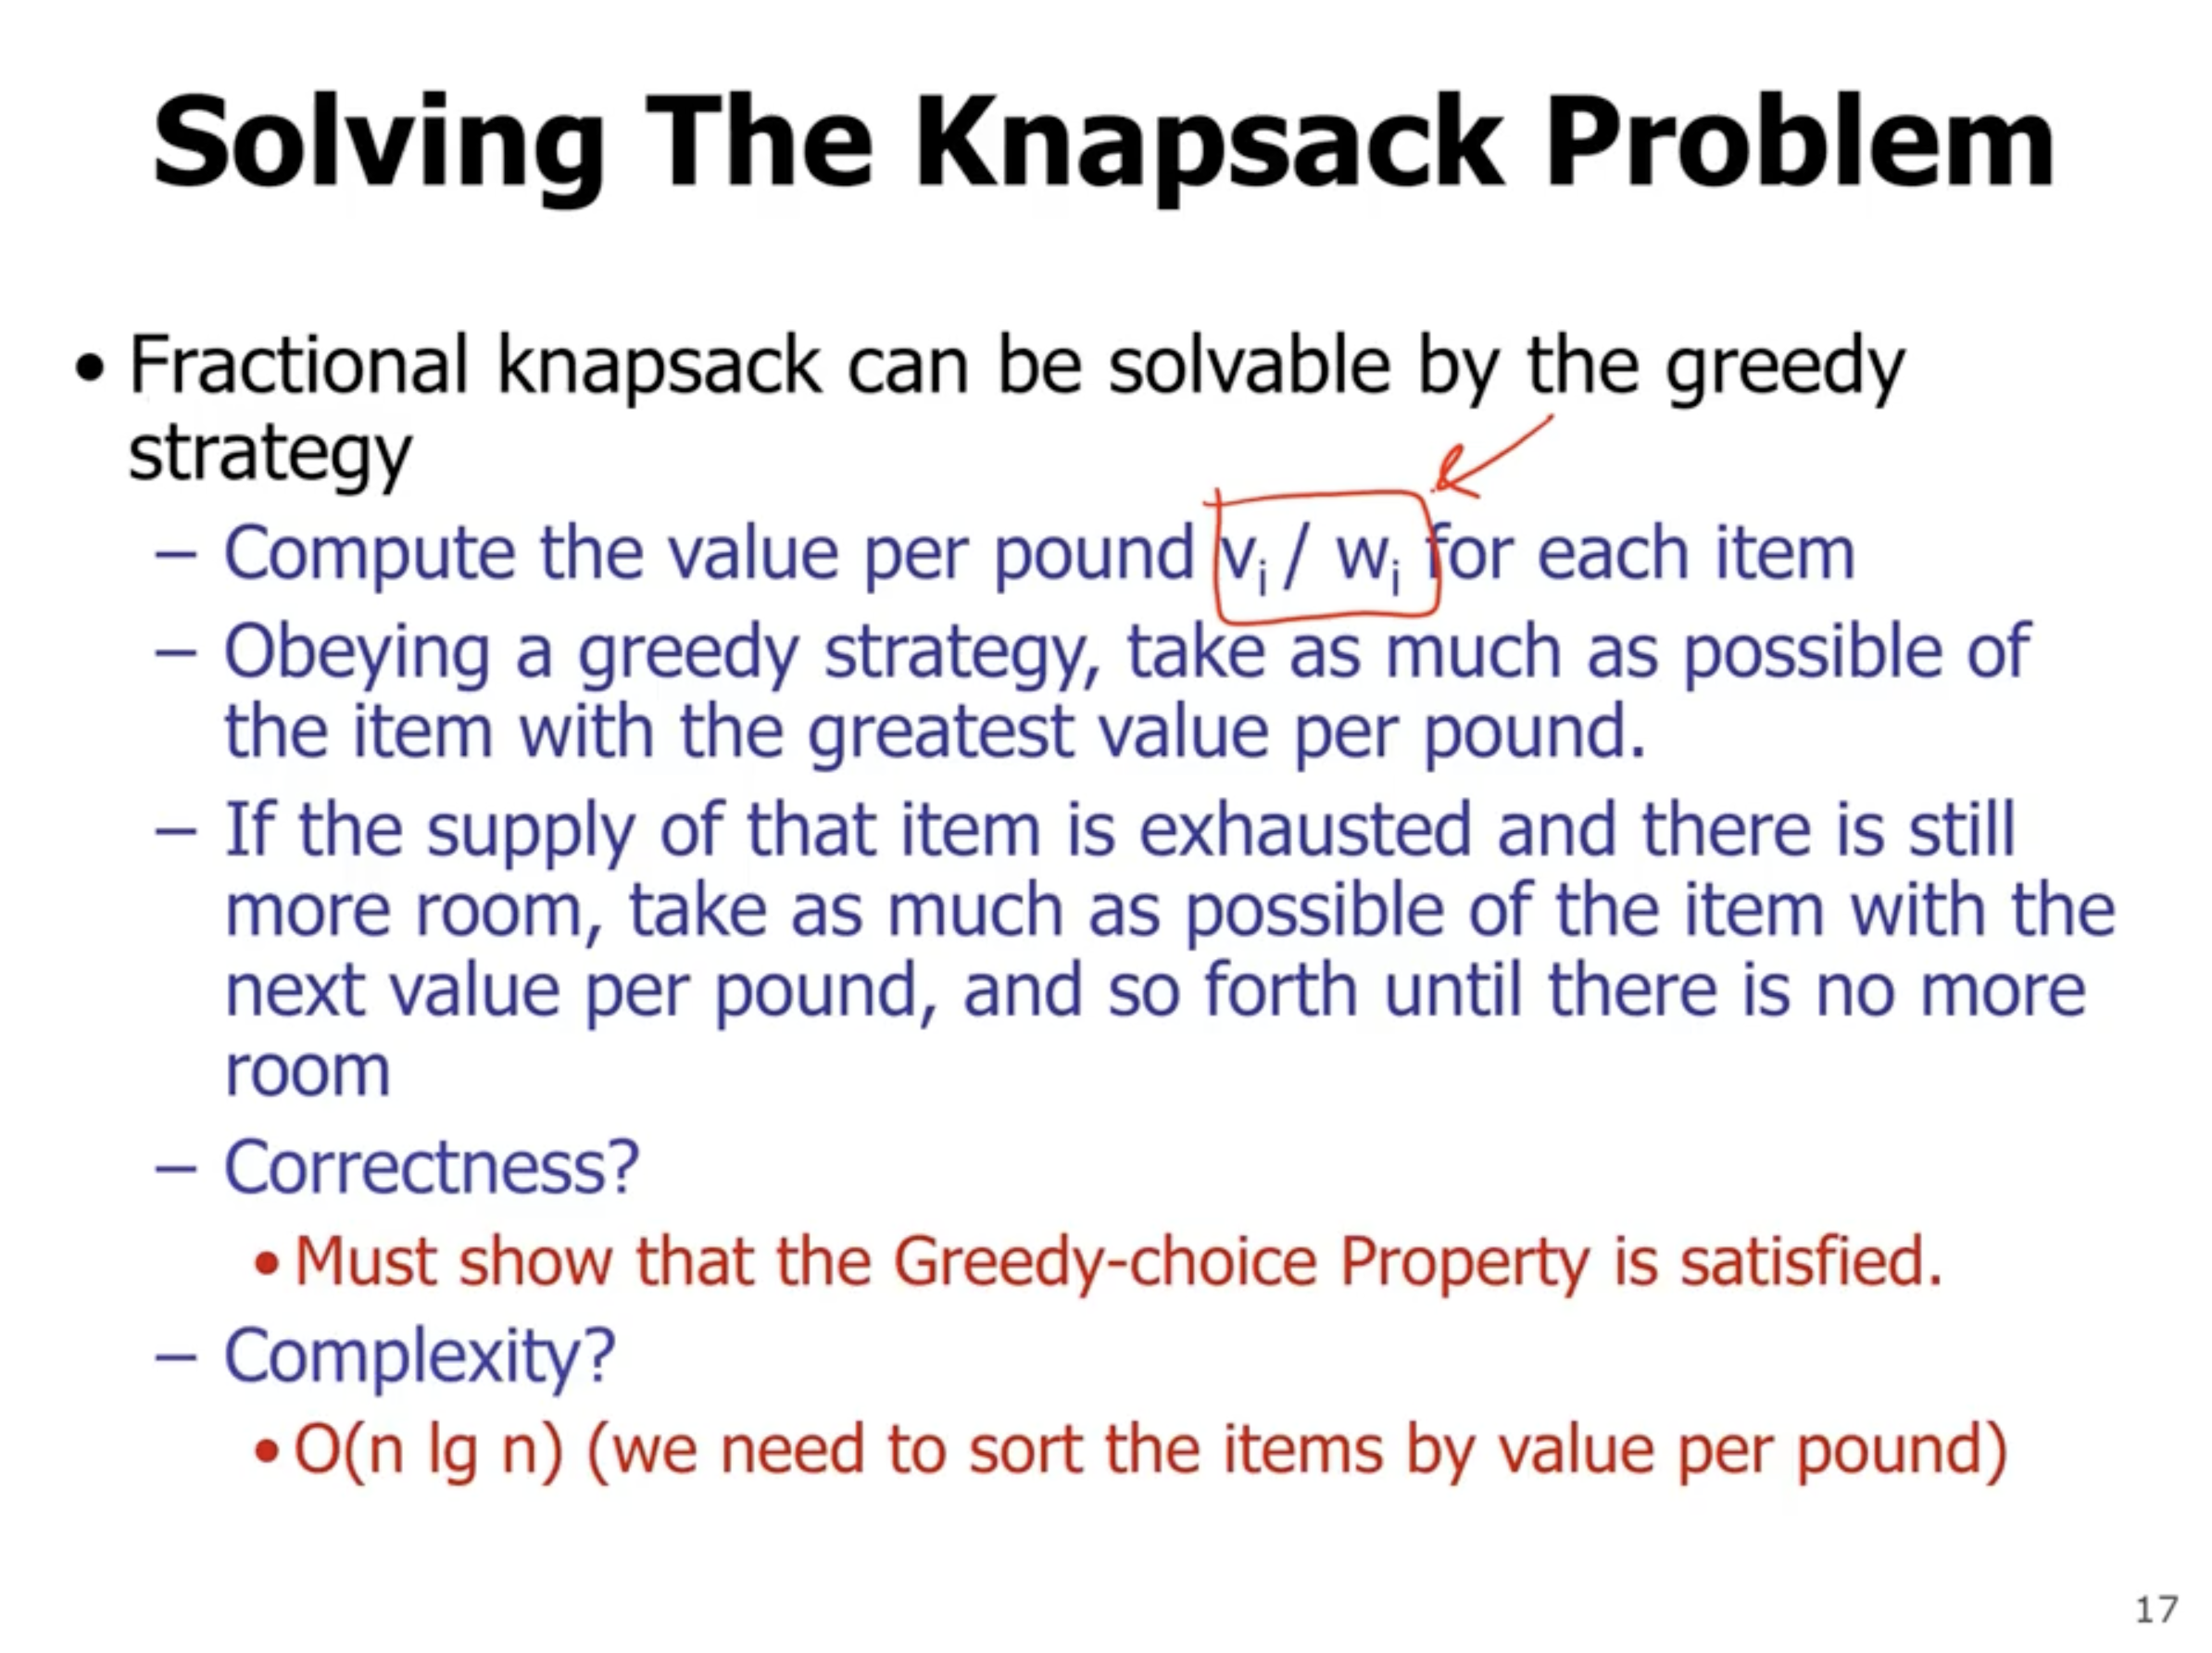 Solving The Knapsack Problem
• Fractional knapsack can be solvable by the greedy
strategy
– Compute the value per pound vᵢ / wᵢ for each item
– Obeying a greedy strategy, take as much as possible of
the item with the greatest value per pound.
– If the supply of that item is exhausted and there is still
more room, take as much as possible of the item with the
next value per pound, and so forth until there is no more
room
– Correctness?
• Must show that the Greedy-choice Property is satisfied.
– Complexity?
• O(n lg n) (we need to sort the items by value per pound)
17